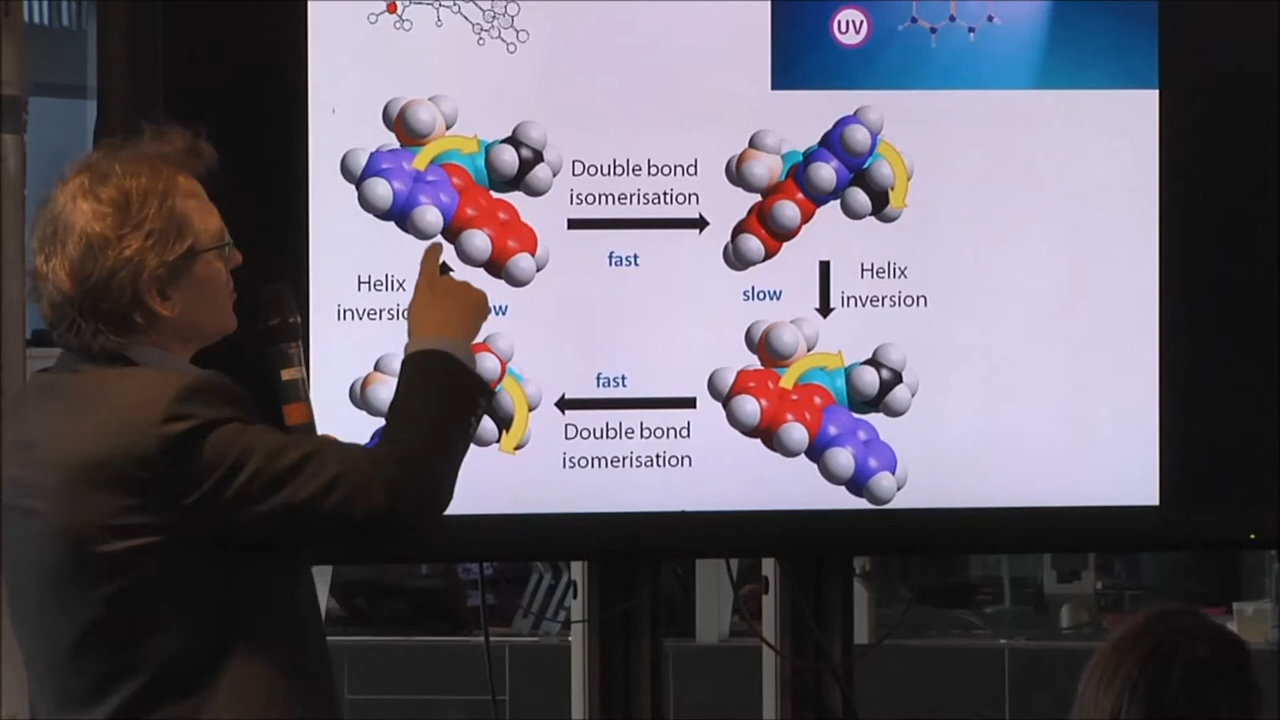 UV
Double bond
isomerisation
fast
Helix
slow
Helix
inversion
fast
Double bond
isomerisation